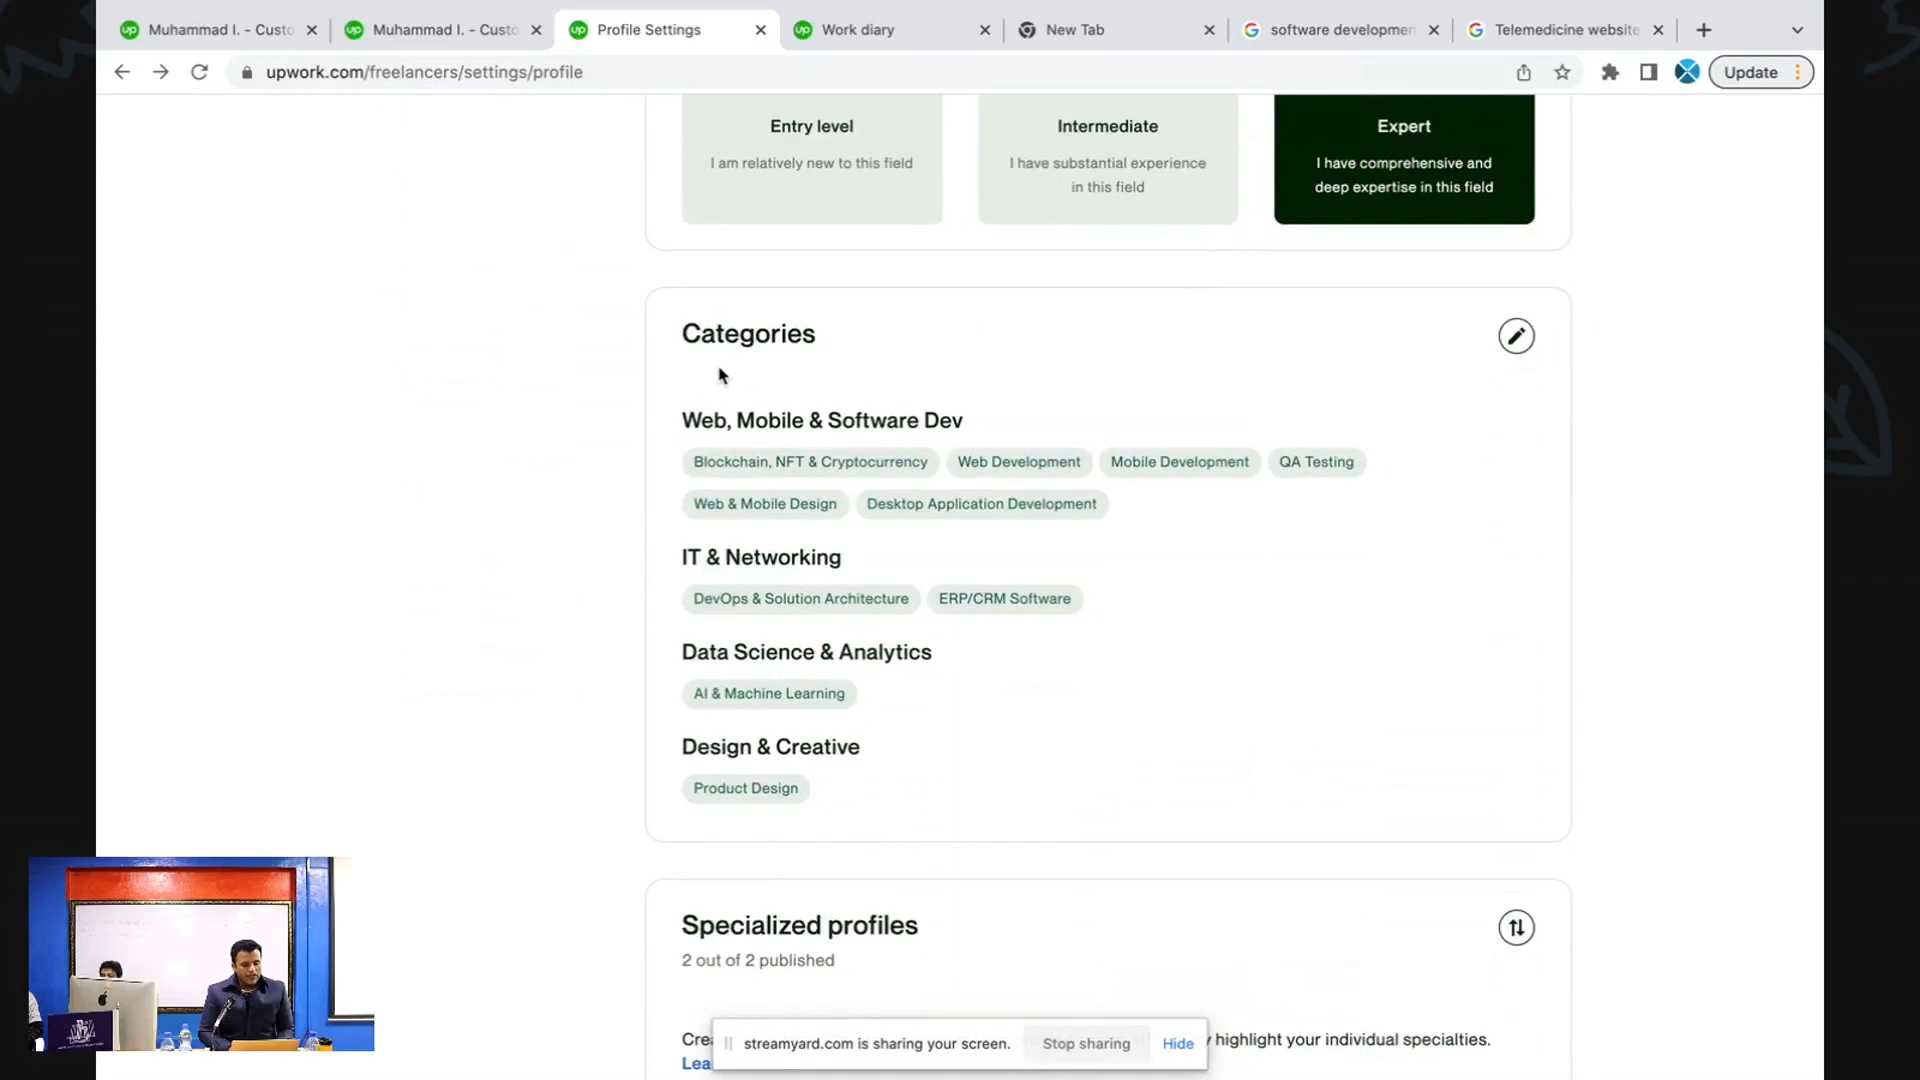 Muhammad I. - Custo
Muhammad I. - Custo
Profile Settings
Work diary
New Tab
software developmen
Telemedicine website
upwork.com/freelancers/settings/profile
Update
Entry level
I am relatively new to this field
Intermediate
I have substantial experience
in this field
Expert
I have comprehensive and
deep expertise in this field
Categories
Web, Mobile & Software Dev
Blockchain, NFT & Cryptocurrency Web Development Mobile Development QA Testing
Web & Mobile Design Desktop Application Development
IT & Networking
DevOps & Solution Architecture ERP/CRM Software
Data Science & Analytics
AI & Machine Learning
Design & Creative
Product Design
Specialized profiles
2 out of 2 published
Crea
highlight your individual specialties.
Lea
streamyard.com is sharing your screen. Stop sharing Hide